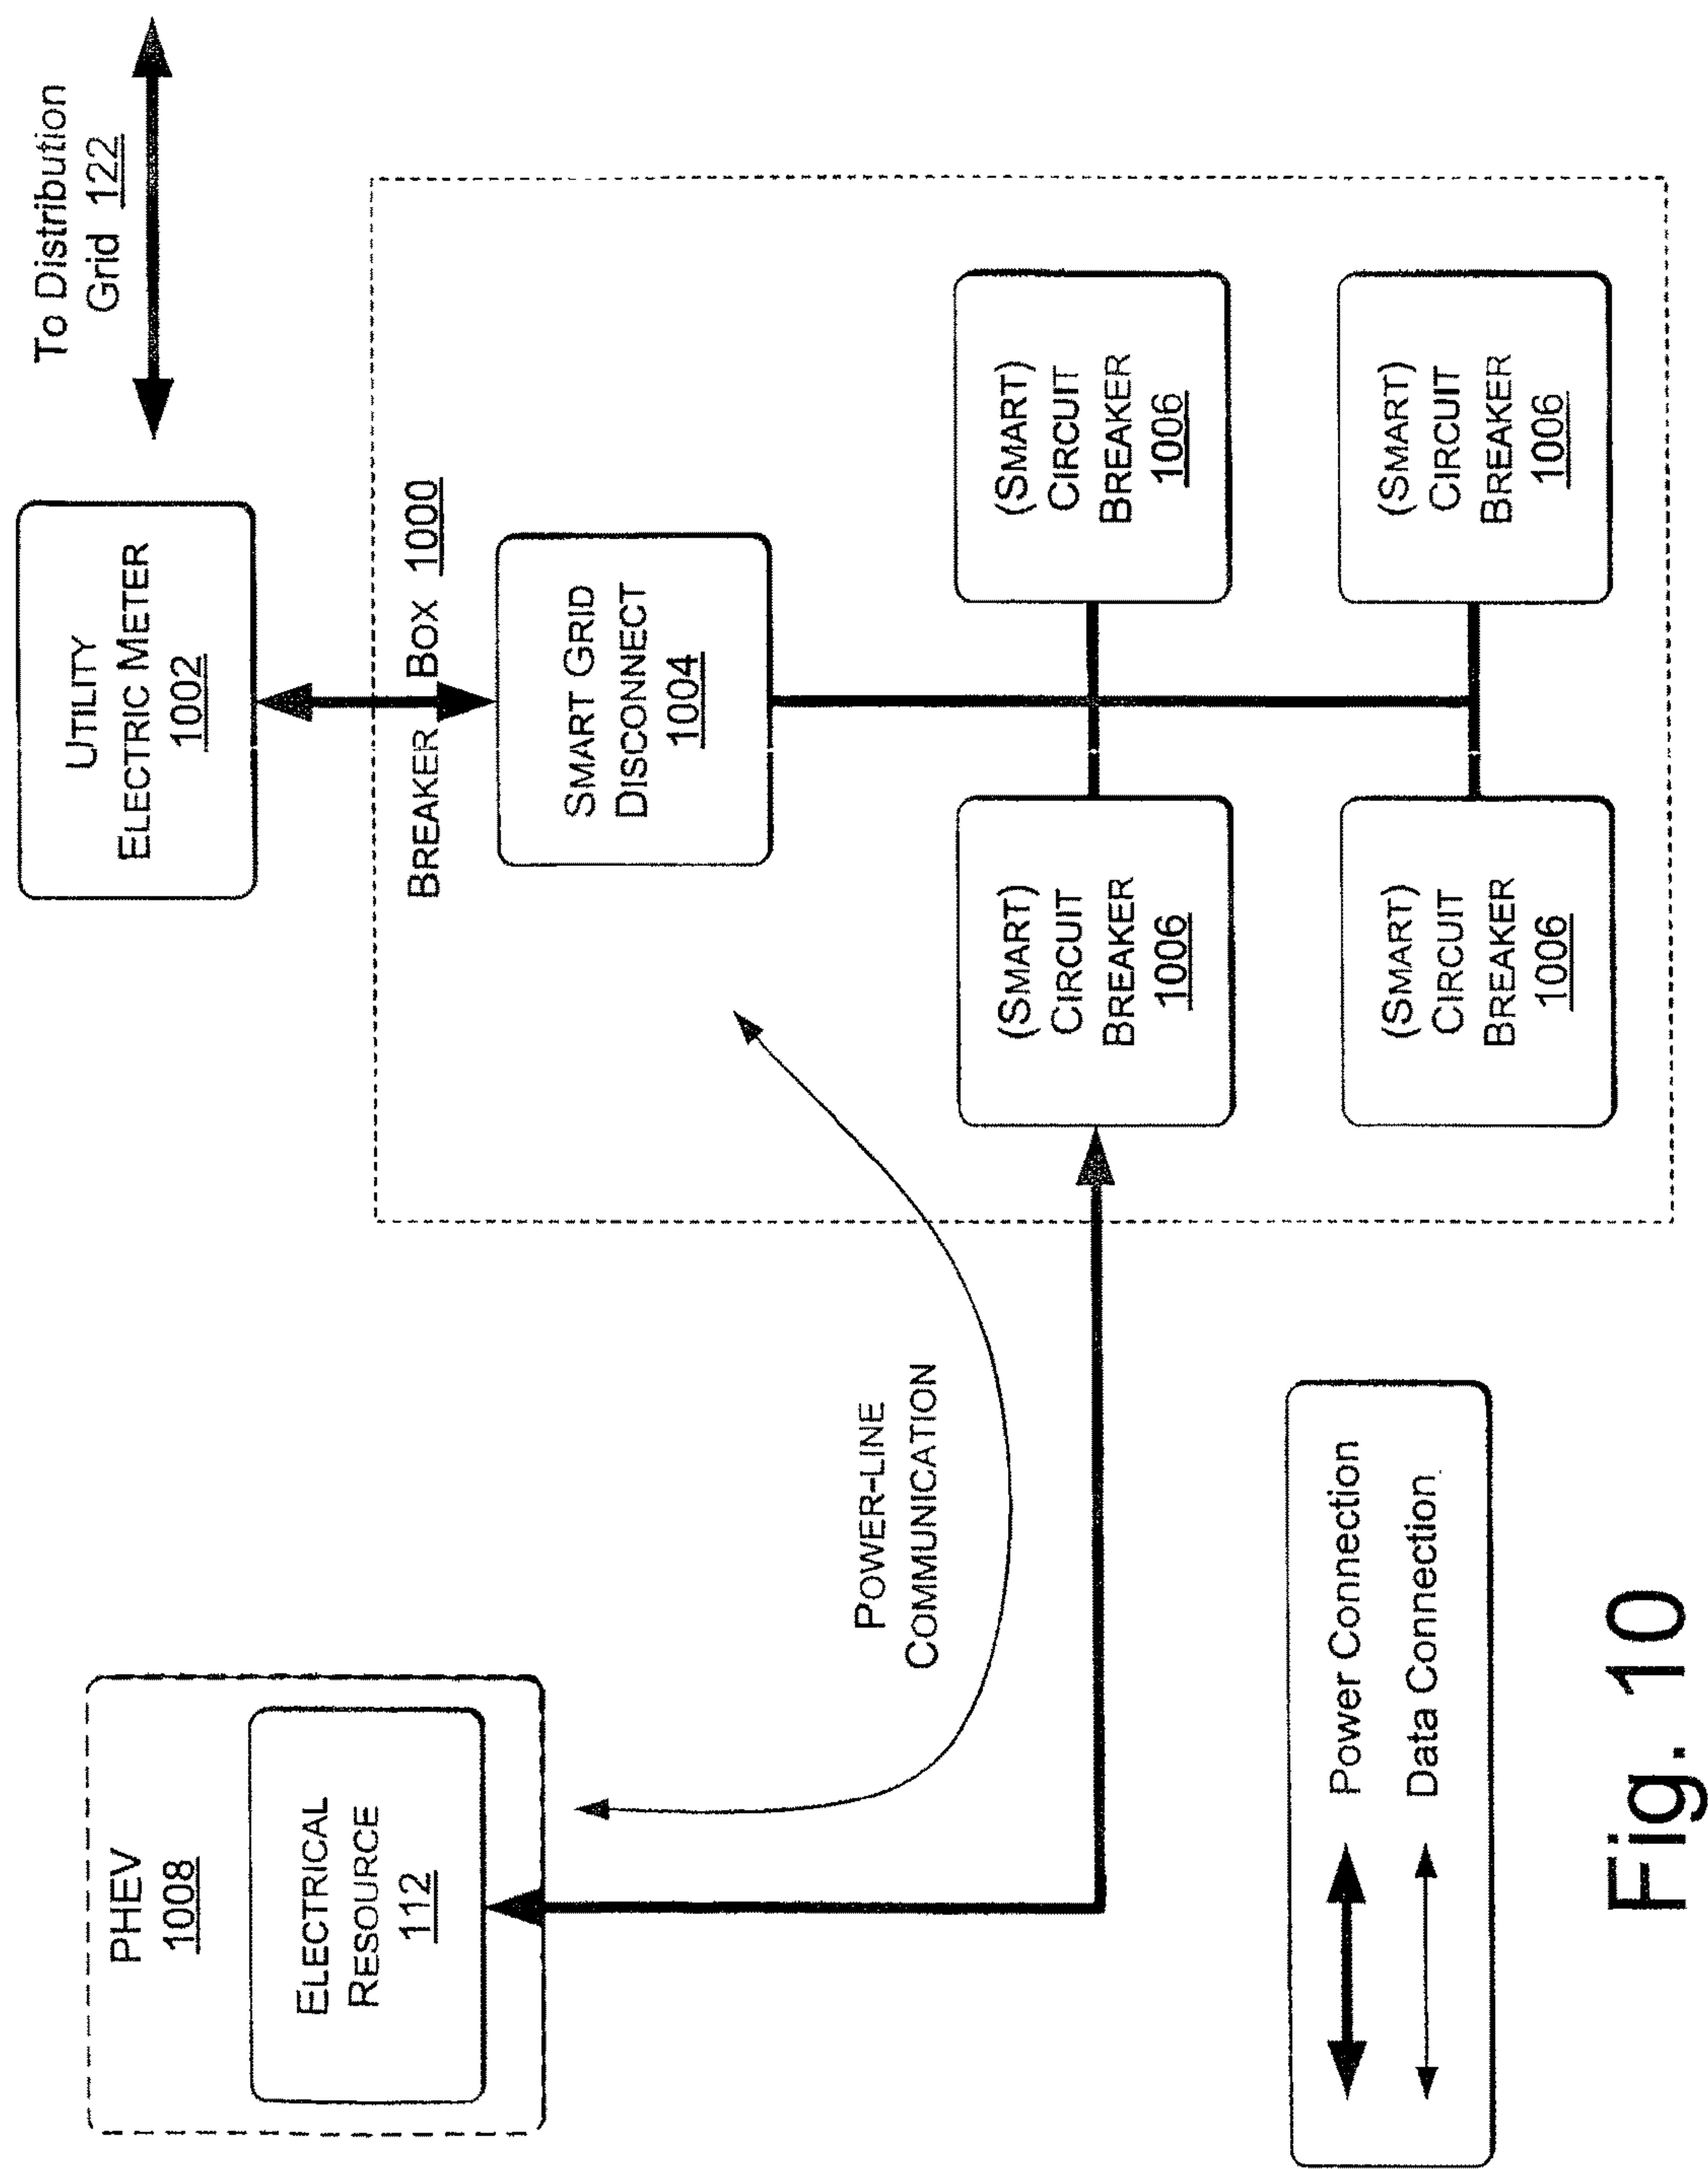 PHEV
1008
ELECTRICAL
RESOURCE
112
UTILITY
ELECTRIC METER
1002
To Distribution
Grid 122
BREAKER BOX 1000
SMART GRID
DISCONNECT
1004
POWER-LINE
COMMUNICATION
(SMART)
CIRCUIT
BREAKER
1006
(SMART)
CIRCUIT
BREAKER
1006
(SMART)
CIRCUIT
BREAKER
1006
(SMART)
CIRCUIT
BREAKER
1006
Power Connection
Data Connection
Fig. 10